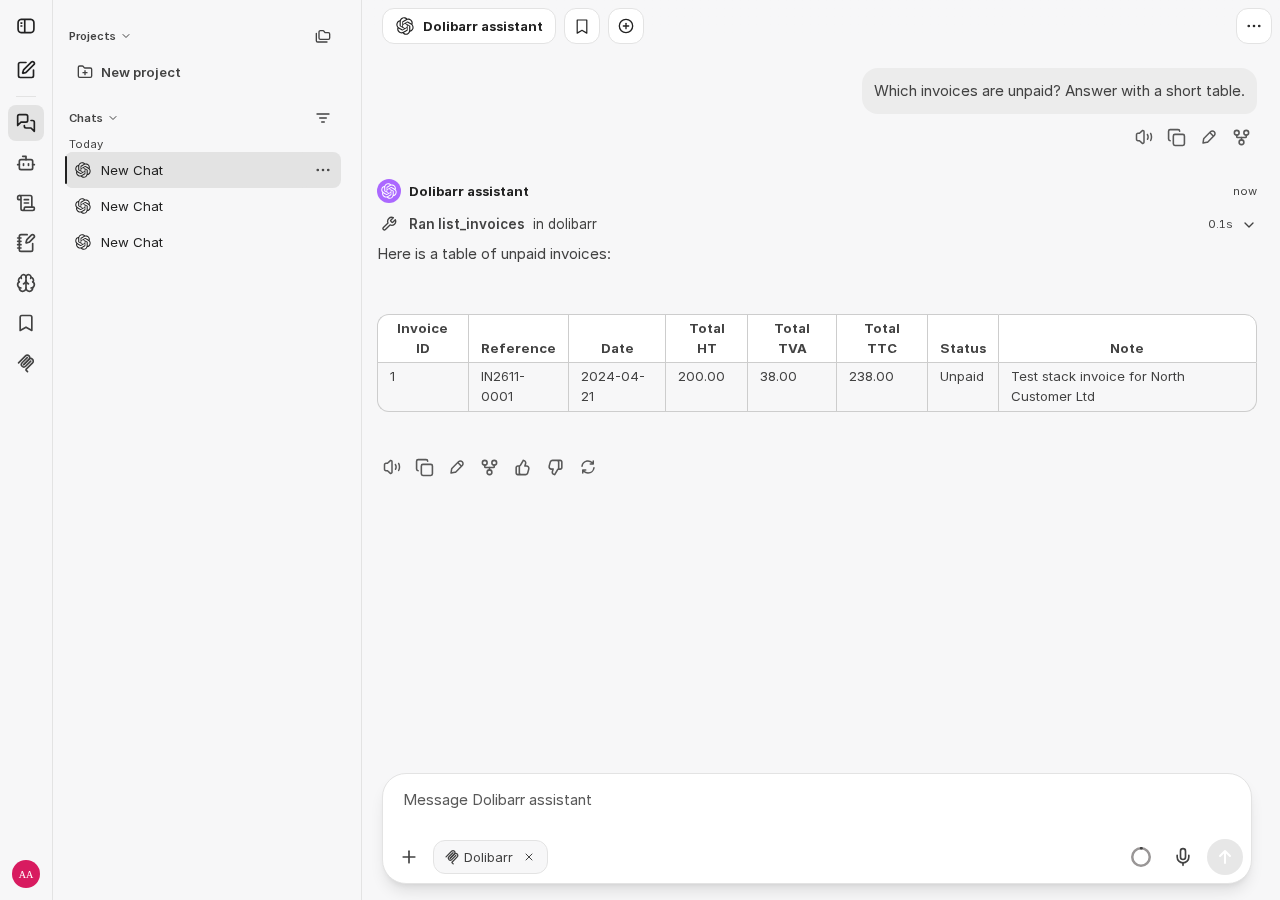 Dolibarr assistant
Projects
New project
Chats
Today
New Chat
New Chat
New Chat
AA
Which invoices are unpaid? Answer with a short table.
Dolibarr assistant
now
Ran list_invoices in dolibarr
0.1s
Here is a table of unpaid invoices:
Invoice ID Reference Date Total HT Total TVA Total TTC Status Note
1 IN2611-0001 2024-04-21 200.00 38.00 238.00 Unpaid Test stack invoice for North Customer Ltd
Message Dolibarr assistant
Dolibarr